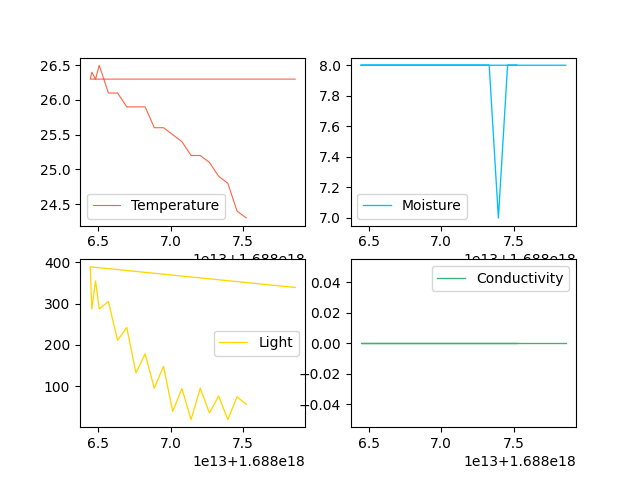 26.5
26.0
25.5
25.0
24.5
Temperature
6.5 7.0 7.5
1e13+1.688e18
8.0
7.8
7.6
7.4
7.2
7.0
Moisture
6.5 7.0 7.5
1e13+1.688e18
400
300
200
100
Light
6.5 7.0 7.5
1e13+1.688e18
0.04
0.02
0.00
−0.02
−0.04
Conductivity
6.5 7.0 7.5
1e13+1.688e18